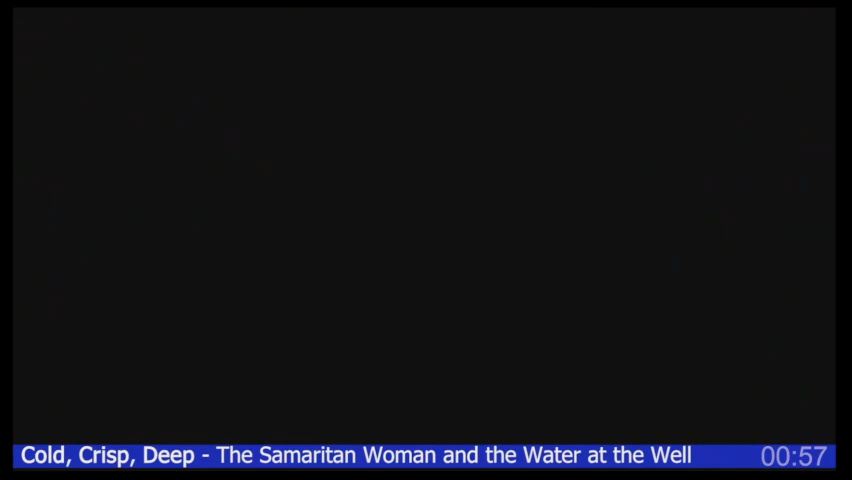 Cold, Crisp, Deep - The Samaritan Woman and the Water at the Well 00:57